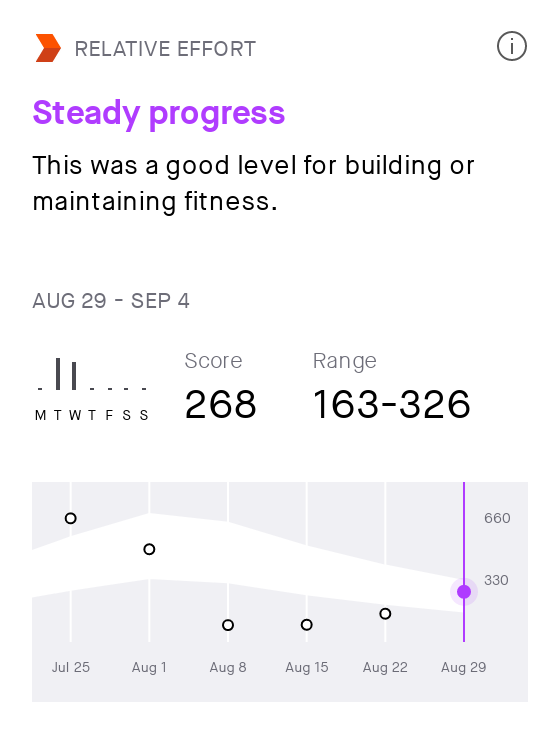 RELATIVE EFFORT
Steady progress
This was a good level for building or
maintaining fitness.
AUG 29 - SEP 4
Score
Range
268
163-326
M T W T F S S
660
330
Jul 25
Aug 1
Aug 8
Aug 15
Aug 22
Aug 29